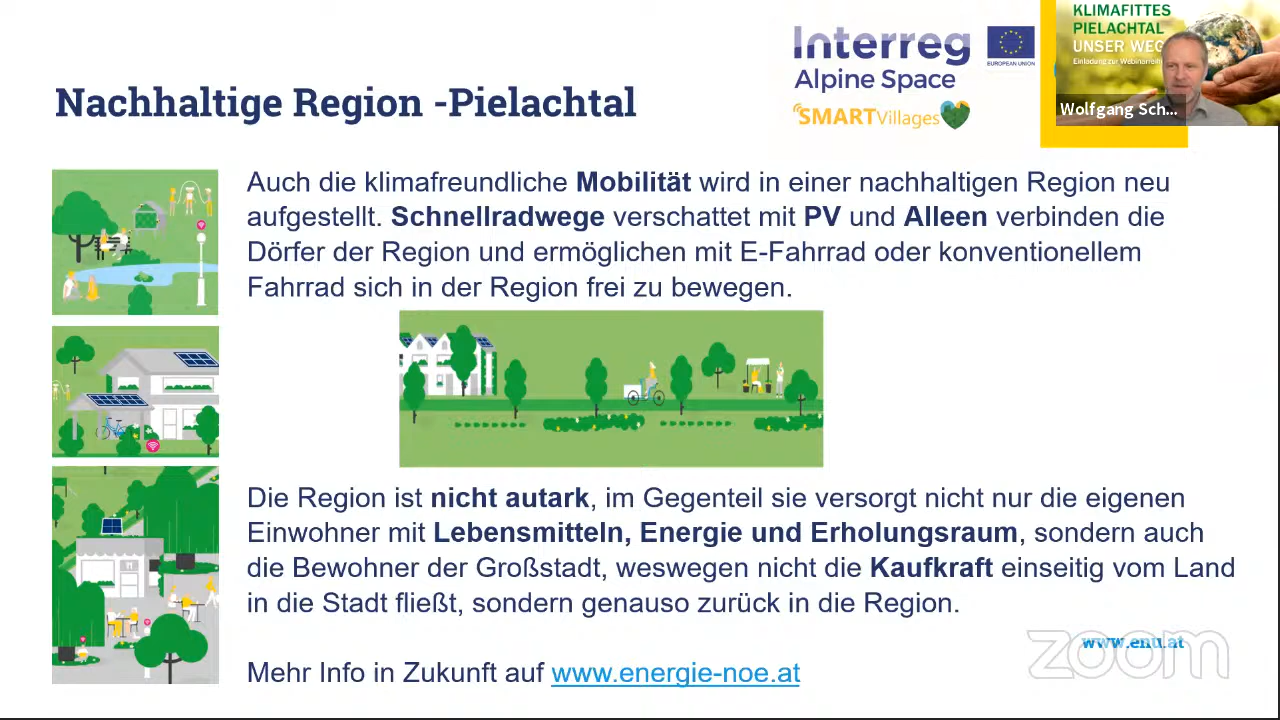 Interreg
EUROPEAN UNION
Alpine Space
SMARTVillages
KLIMAFITTES
PIELACHTAL
UNSER WEG
Einladung zur Webinarreihe
Wolfgang Sch...
Nachhaltige Region -Pielachtal
Auch die klimafreundliche Mobilität wird in einer nachhaltigen Region neu
aufgestellt. Schnellradwege verschattet mit PV und Alleen verbinden die
Dörfer der Region und ermöglichen mit E-Fahrrad oder konventionellem
Fahrrad sich in der Region frei zu bewegen.
Die Region ist nicht autark, im Gegenteil sie versorgt nicht nur die eigenen
Einwohner mit Lebensmitteln, Energie und Erholungsraum, sondern auch
die Bewohner der Großstadt, weswegen nicht die Kaufkraft einseitig vom Land
in die Stadt fließt, sondern genauso zurück in die Region.
www.enu.at
zoom
Mehr Info in Zukunft auf www.energie-noe.at